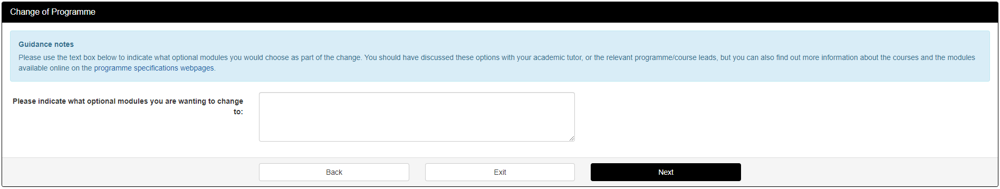 Change of Programme
Guidance notes
Please use the text box below to indicate what optional modules you would choose as part of the change. You should have discussed these options with your academic tutor, or the relevant programme/course leads, but you can also find out more information about the courses and the modules
available online on the programme specifications webpages.
Please indicate what optional modules you are wanting to change
to:
Back Exit Next